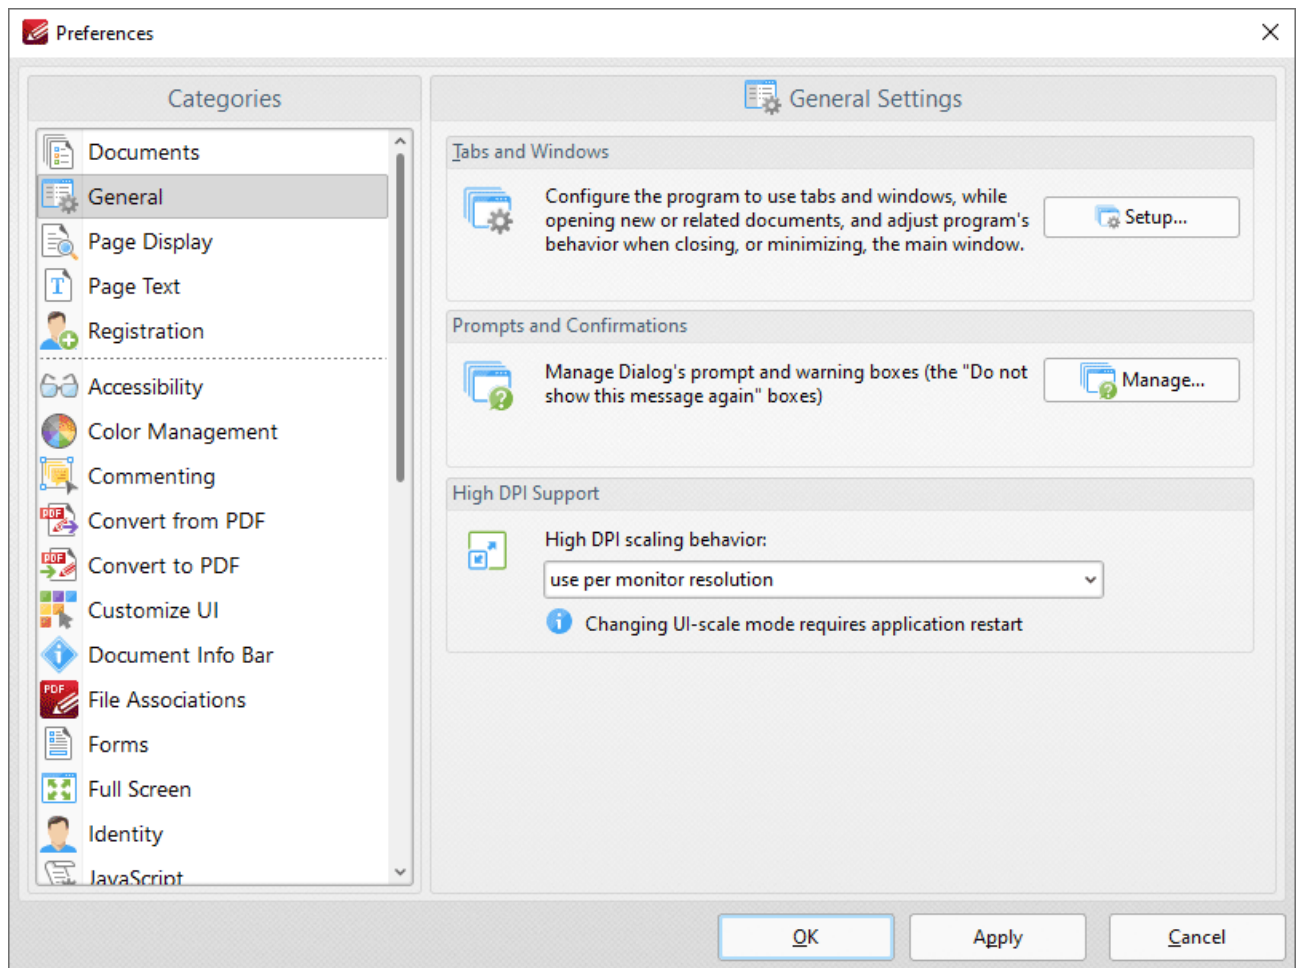 Preferences
Categories
Documents
General
Page Display
Page Text
Registration
Accessibility
Color Management
Commenting
PDF
Convert from PDF
PDF
Convert to PDF
Customize UI
Document Info Bar
PDF
File Associations
Forms
Full Screen
Identity
JavaScript
General Settings
Tabs and Windows
Configure the program to use tabs and windows, while
opening new or related documents, and adjust program's
behavior when closing, or minimizing, the main window.
Setup...
Prompts and Confirmations
Manage Dialog's prompt and warning boxes (the "Do not
show this message again" boxes)
Manage...
High DPI Support
High DPI scaling behavior:
use per monitor resolution
Changing UI-scale mode requires application restart
OK
Apply
Cancel